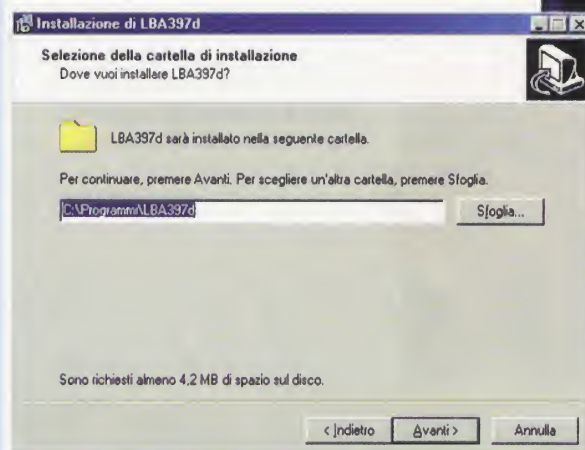 Installazione di LBA397d
Selezione della cartella di installazione
Dove vuoi installare LBA397d?
LBA397d sarà installato nella seguente cartella.
Per continuare, premere Avanti. Per scegliere un'altra cartella, premere Sfoglia.
C:\Programmi\LBA397d
Sfoglia...
Sono richiesti almeno 4,2 MB di spazio sul disco.
< Indietro
Avanti >
Annulla